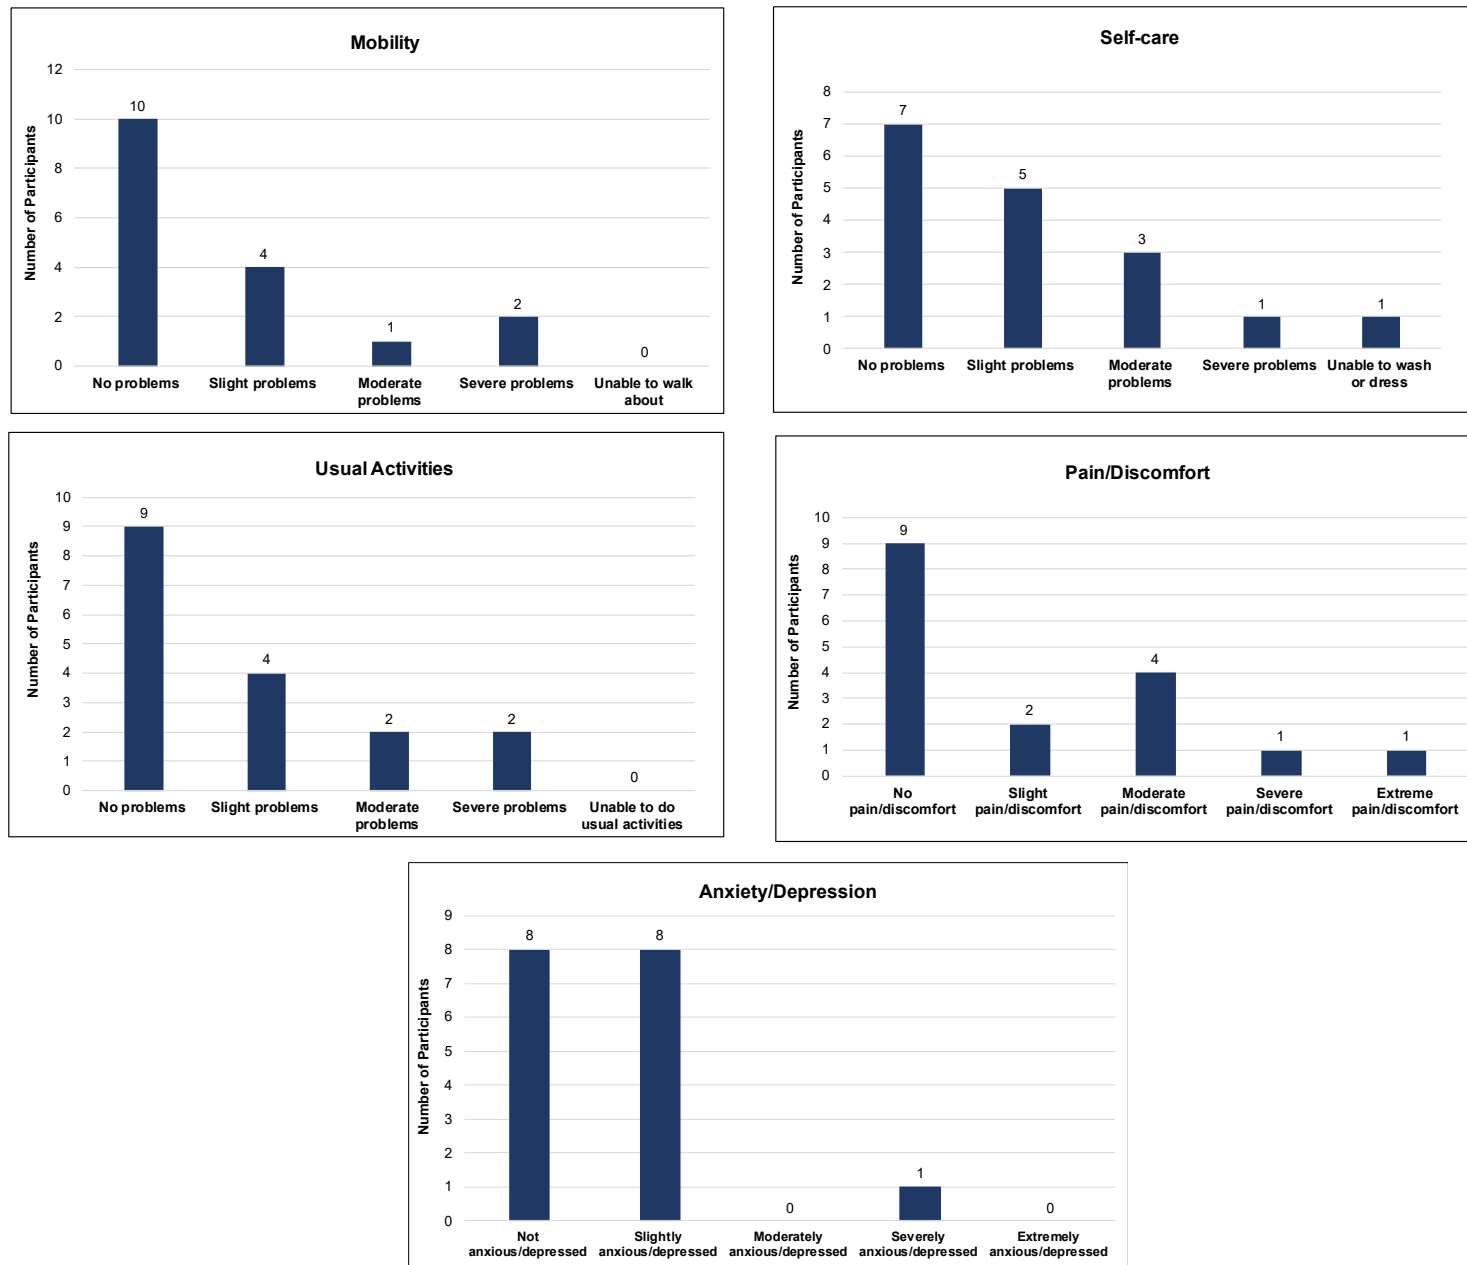 Mobility
Number of Participants
12
10
8
6
4
2
0
10
4
1
2
0
No problems
Slight problems
Moderate
problems
Severe problems
Unable to walk
about
Self-care
Number of Participants
8
7
6
5
4
3
2
1
0
7
5
3
1
1
No problems
Slight problems
Moderate
problems
Severe problems
Unable to wash
or dress
Usual Activities
Number of Participants
10
9
8
7
6
5
4
3
2
1
0
9
4
2
2
0
No problems
Slight problems
Moderate
problems
Severe problems
Unable to do
usual activities
Pain/Discomfort
Number of Participants
10
9
8
7
6
5
4
3
2
1
0
9
2
4
1
1
No
pain/discomfort
Slight
pain/discomfort
Moderate
pain/discomfort
Severe
pain/discomfort
Extreme
pain/discomfort
Anxiety/Depression
Number of Participants
9
8
7
6
5
4
3
2
1
0
8
8
0
1
0
Not
anxious/depressed
Slightly
anxious/depressed
Moderately
anxious/depressed
Severely
anxious/depressed
Extremely
anxious/depressed